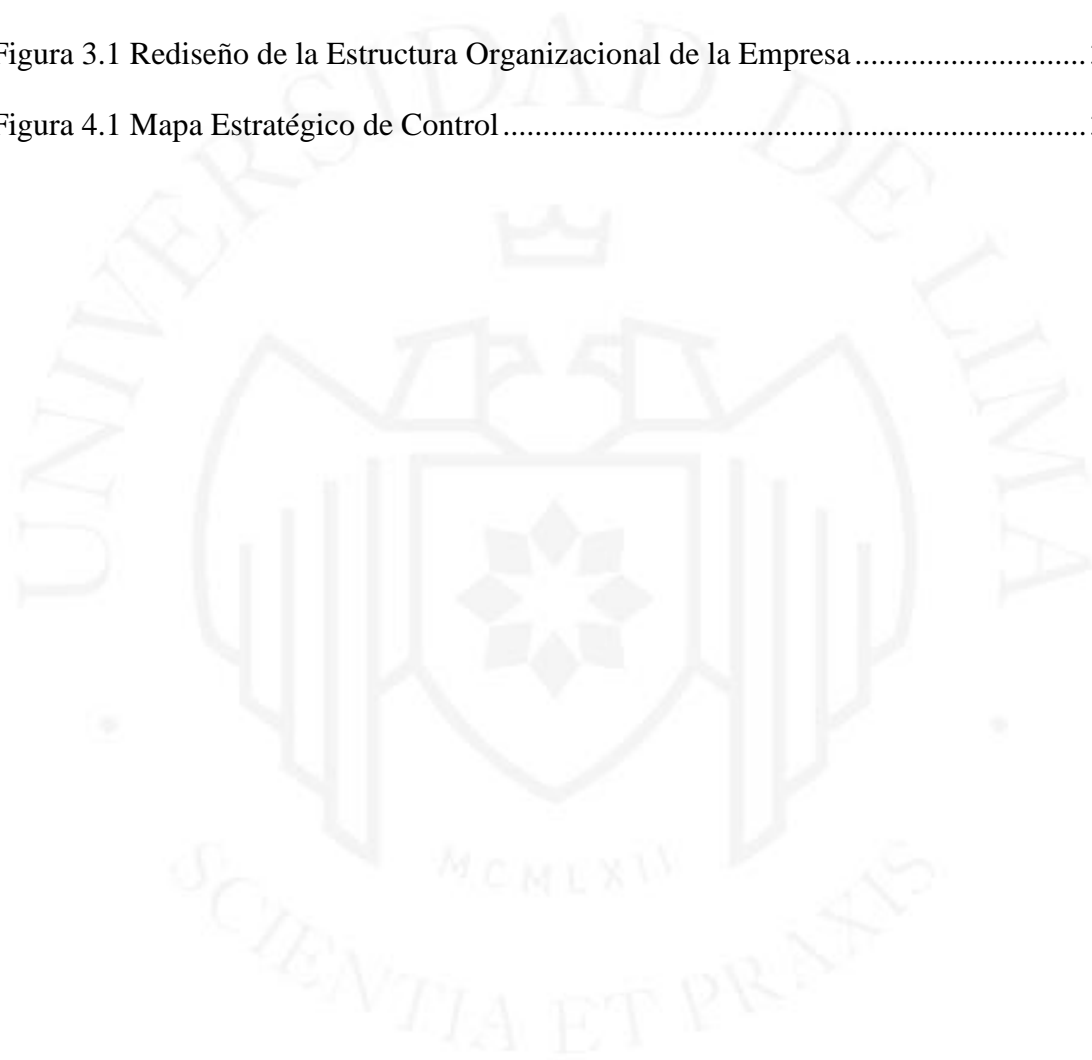 Figura 3.1 Rediseño de la Estructura Organizacional de la Empresa ...........................
Figura 4.1 Mapa Estratégico de Control .........................................................................
UNIVERSIDAD DE LIMA
MCMLXII
SCIENTIA ET PRAXIS